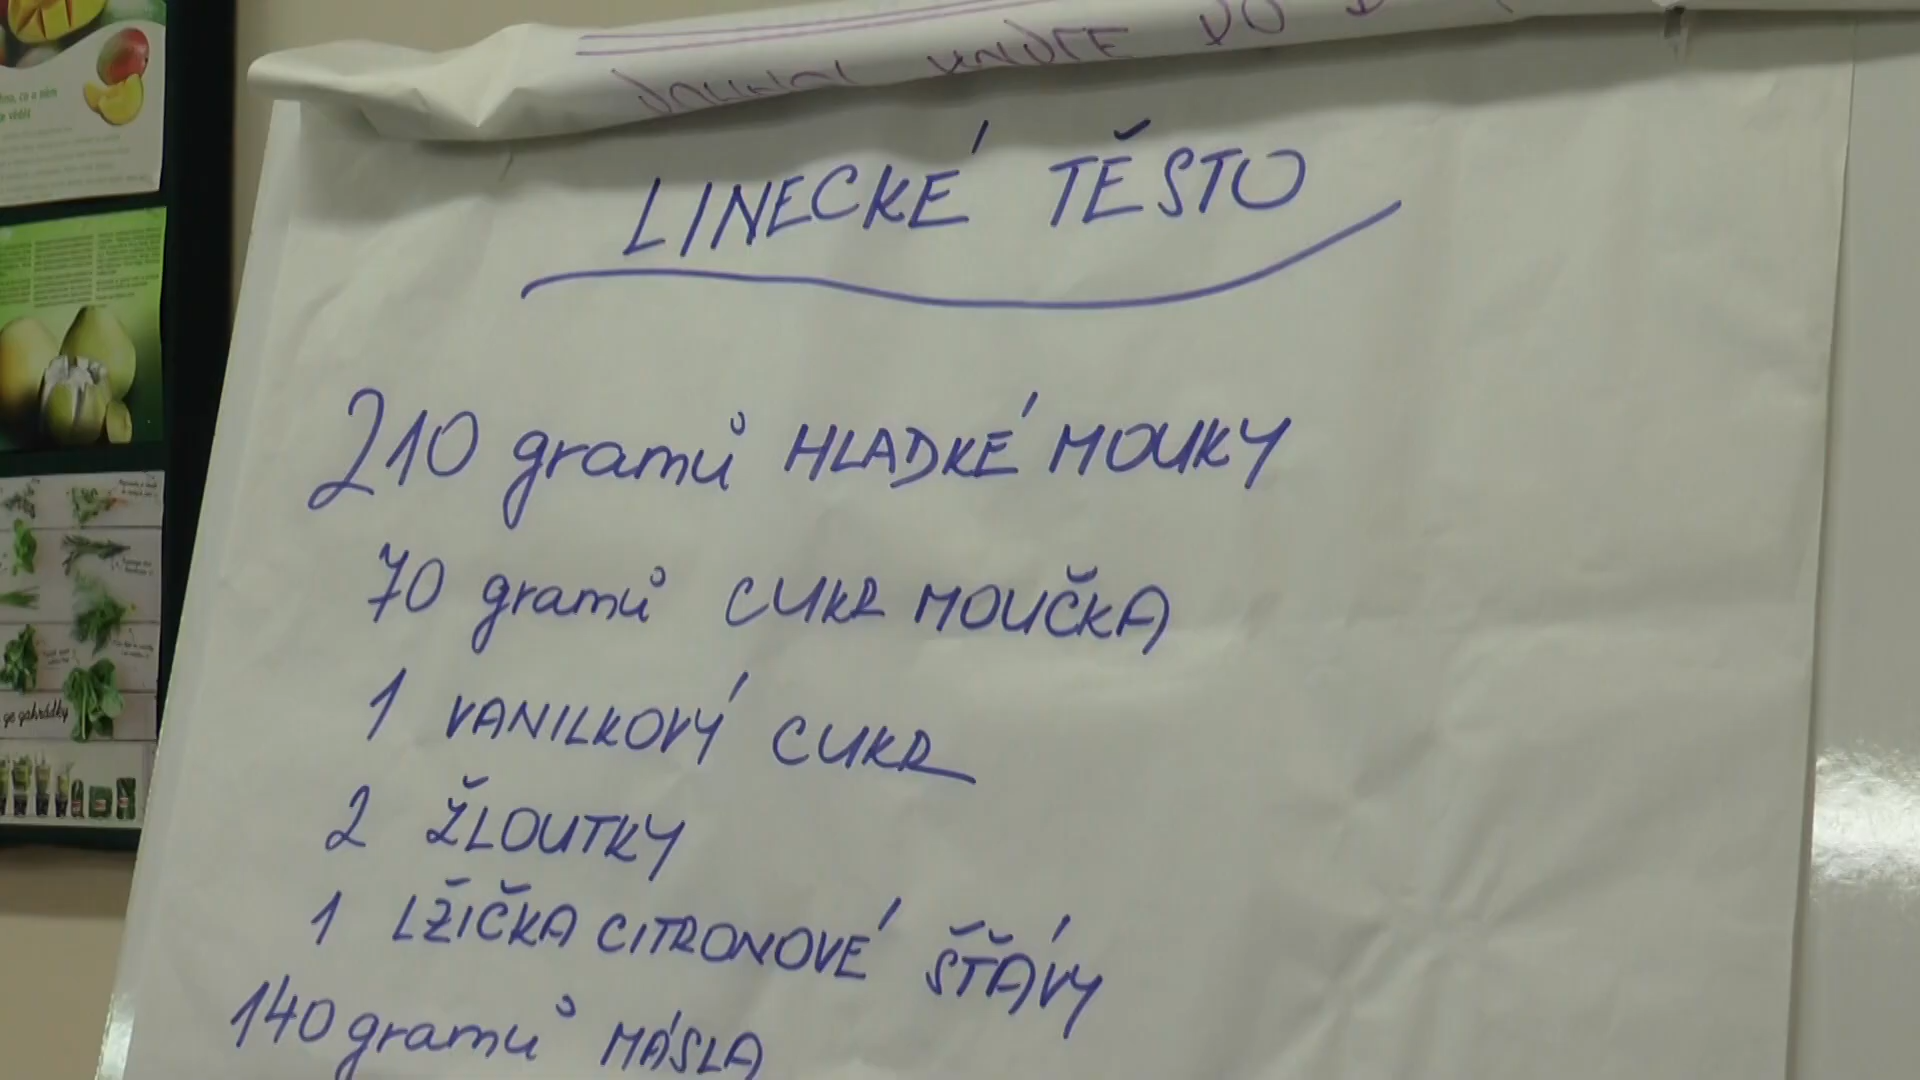 LINECKÉ TĚSTO
210 gramů HLADKÉ MOUKY
70 gramů CUKR MOUČKA
1 VANILKOVÝ CUKR
2 ŽLOUTKY
1 LŽIČKA CITRONOVÉ ŠŤÁVY
140 gramů MÁSLA